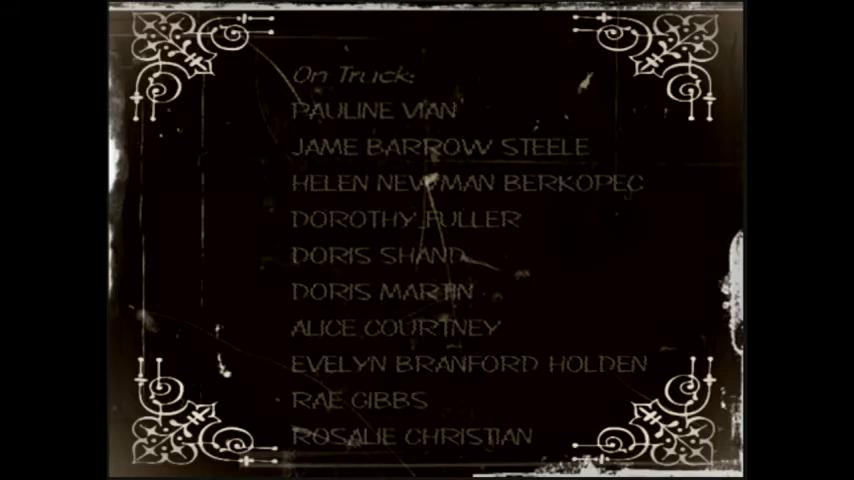 On Truck:
PAULINE VIAN
JAME BARROW STEELE
HELEN NEWMAN BERKOPEC
DOROTHY FULLER
DORIS SHAND
DORIS MARTIN
ALICE COURTNEY
EVELYN BRANFORD HOLDEN
RAE GIBBS
ROSALIE CHRISTIAN